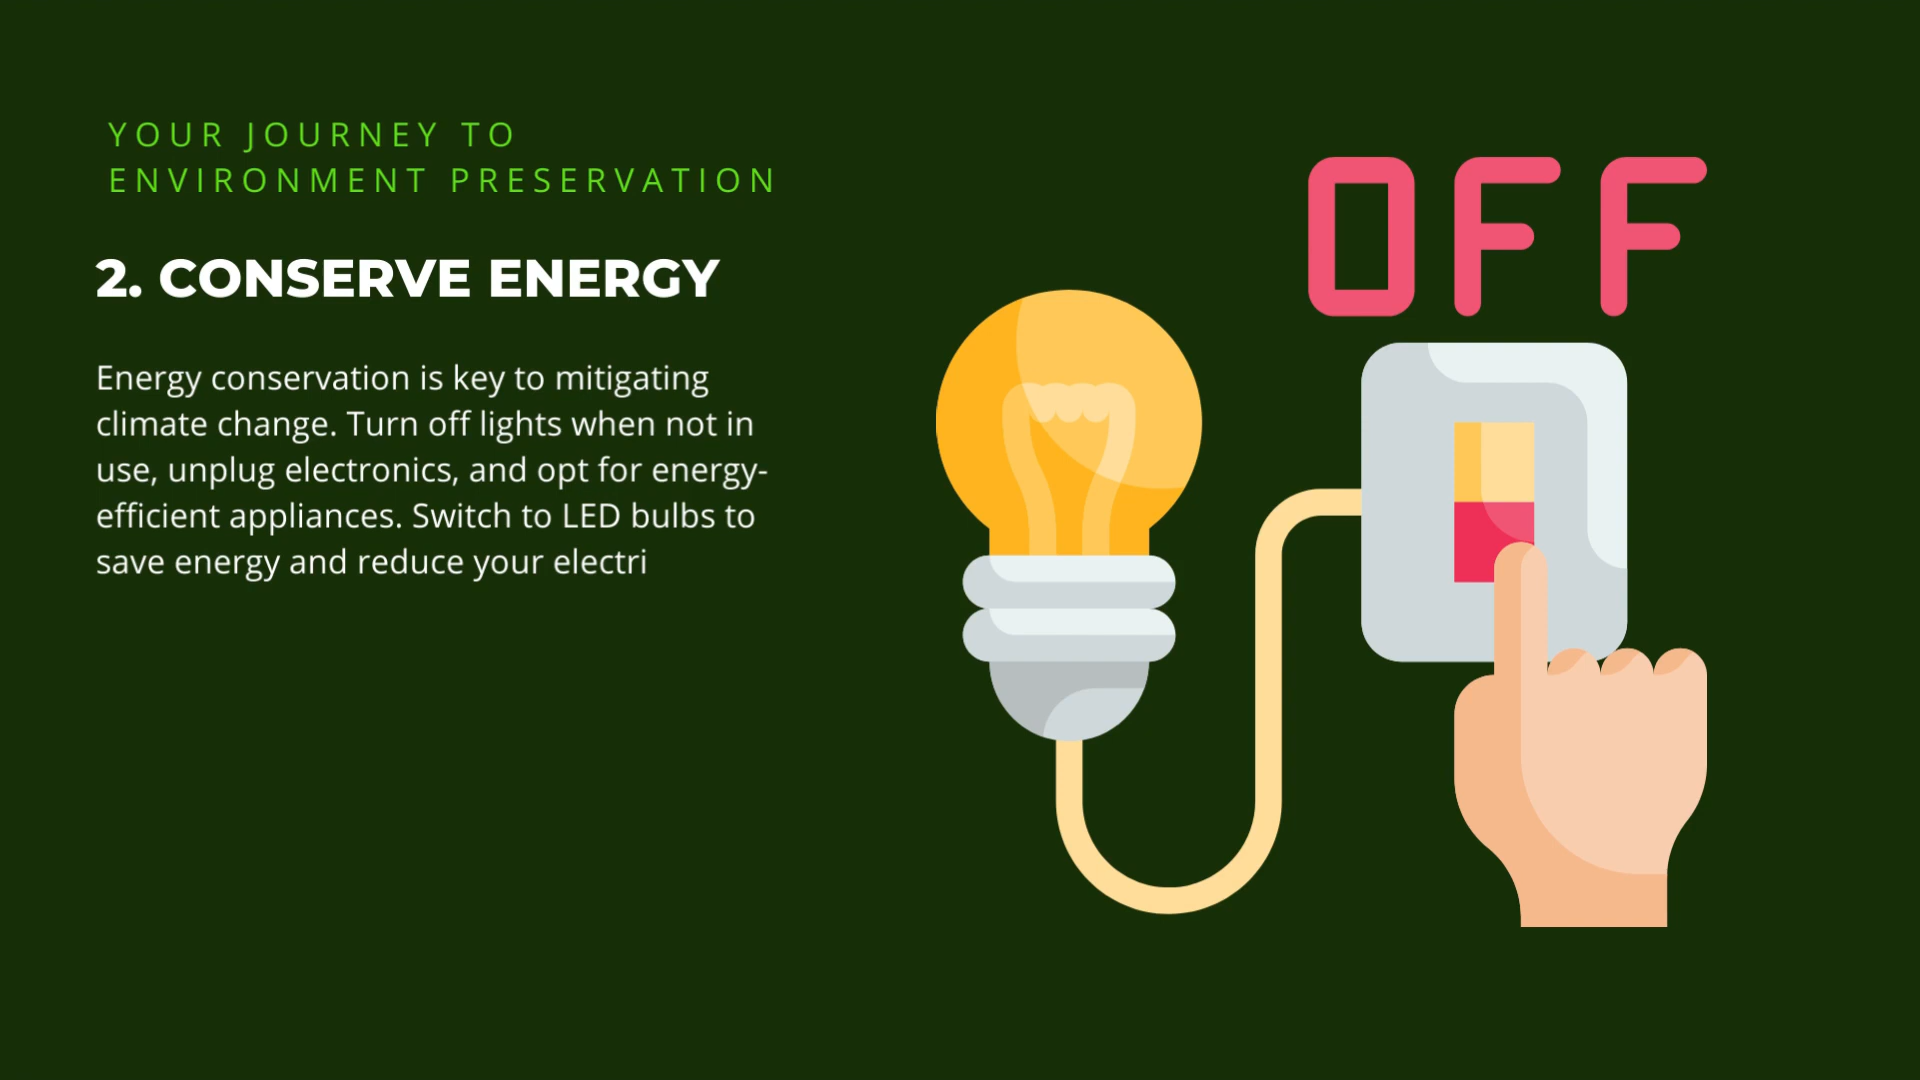 YOUR JOURNEY TO
ENVIRONMENT PRESERVATION
2. CONSERVE ENERGY
Energy conservation is key to mitigating
climate change. Turn off lights when not in
use, unplug electronics, and opt for energy-
efficient appliances. Switch to LED bulbs to
save energy and reduce your electri
OFF